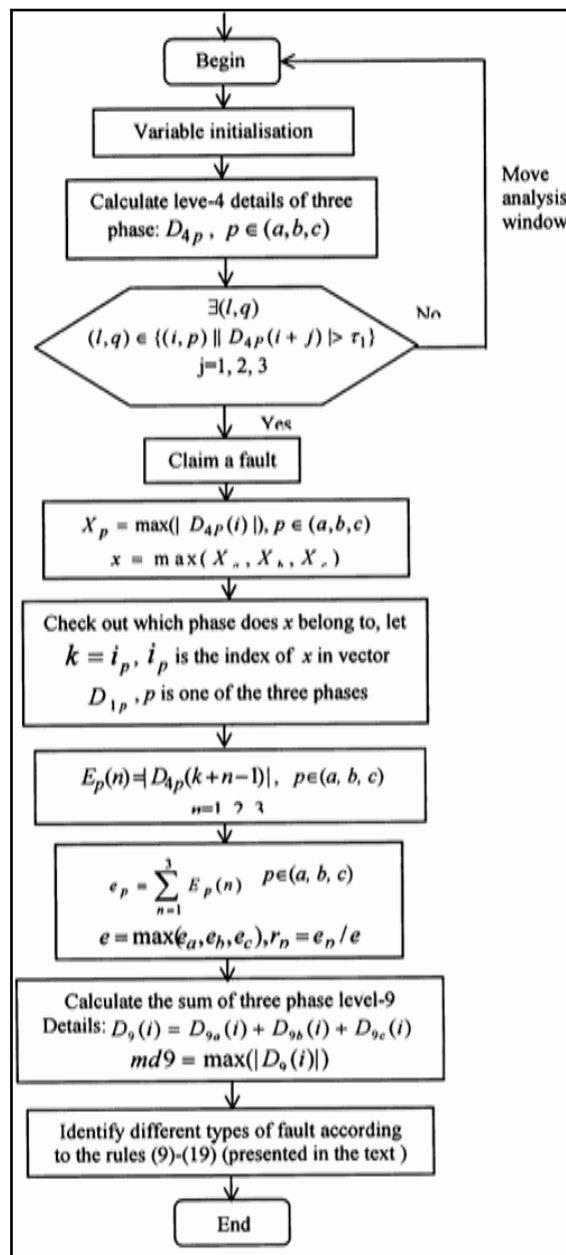 Begin
Variable initialisation
Move
analysis
window
Calculate leve-4 details of three
phase: D₄ₚ , p ∈ (a,b,c)
∃(l,q)
(l,q) ∈ {(i, p) || D₄P(i + j) |> τ₁}
j=1, 2, 3
No
Yes
Claim a fault
Xₚ = max(| D₄P(i) |), p ∈ (a,b,c)
x = max( Xₐ , X_b , X_c )
Check out which phase does x belong to, let
k = iₚ, iₚ is the index of x in vector
D₁ₚ , p is one of the three phases
Eₚ(n)=|D₄ₚ(k+n−1)|, p∈(a, b, c)
n=1 2 3
eₚ = ∑ₙ₌₁³ Eₚ(n) p∈(a, b, c)
e = max(eₐ,e_b,e_c), rₚ = eₚ / e
Calculate the sum of three phase level-9
Details: D₉(i) = D₉ₐ(i) + D₉b(i) + D₉c(i)
md9 = max(|D₉(i)|)
Identify different types of fault according
to the rules (9)-(19) (presented in the text )
End